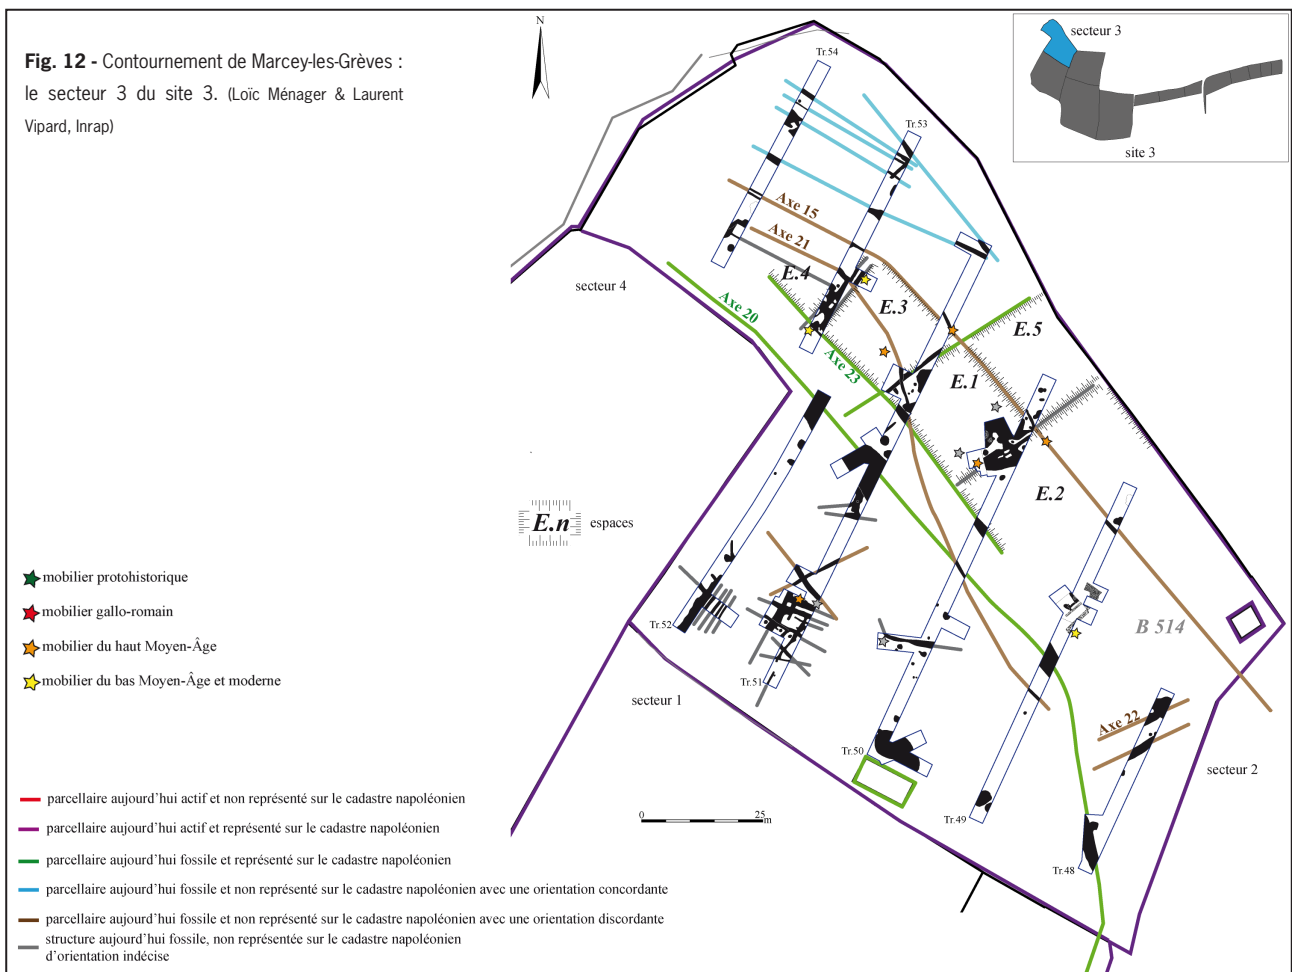 Fig. 12 - Contournement de Marcey-les-Grèves :
le secteur 3 du site 3. (Loïc Ménager & Laurent
Vipard, Inrap)
N
secteur 3
site 3
Tr.54
Tr.53
Axe 15
Axe 21
E.4
secteur 4
Axe 20
E.3
E.5
Axe 23
E.1
E.2
E.n espaces
mobilier protohistorique
mobilier gallo-romain
mobilier du haut Moyen-Âge
mobilier du bas Moyen-Âge et moderne
Tr.52
B 514
Tr.51
secteur 1
Axe 22
Tr.50
secteur 2
0 25
m
Tr.49
Tr.48
parcellaire aujourd'hui actif et non représenté sur le cadastre napoléonien
parcellaire aujourd'hui actif et représenté sur le cadastre napoléonien
parcellaire aujourd'hui fossile et représenté sur le cadastre napoléonien
parcellaire aujourd'hui fossile et non représenté sur le cadastre napoléonien avec une orientation concordante
parcellaire aujourd'hui fossile et non représenté sur le cadastre napoléonien avec une orientation discordante
structure aujourd'hui fossile, non représentée sur le cadastre napoléonien
d'orientation indécise